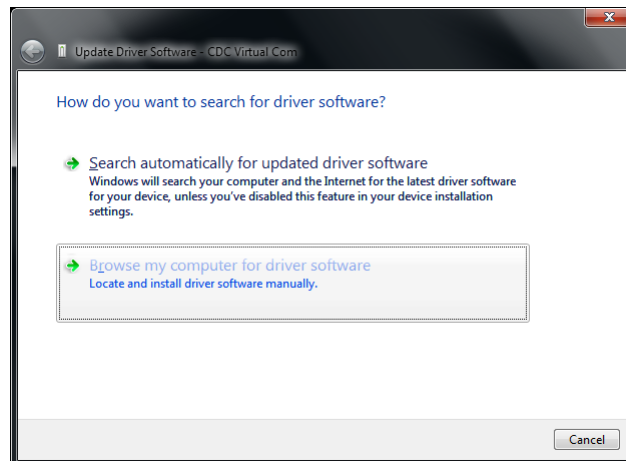 X
Update Driver Software - CDC Virtual Com
How do you want to search for driver software?
Search automatically for updated driver software
Windows will search your computer and the Internet for the latest driver software
for your device, unless you've disabled this feature in your device installation
settings.
Browse my computer for driver software
Locate and install driver software manually.
Cancel